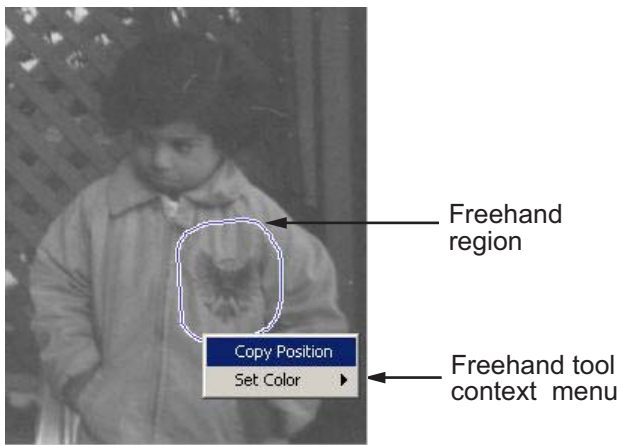 Freehand
region
Copy Position
Set Color
Freehand tool
context menu